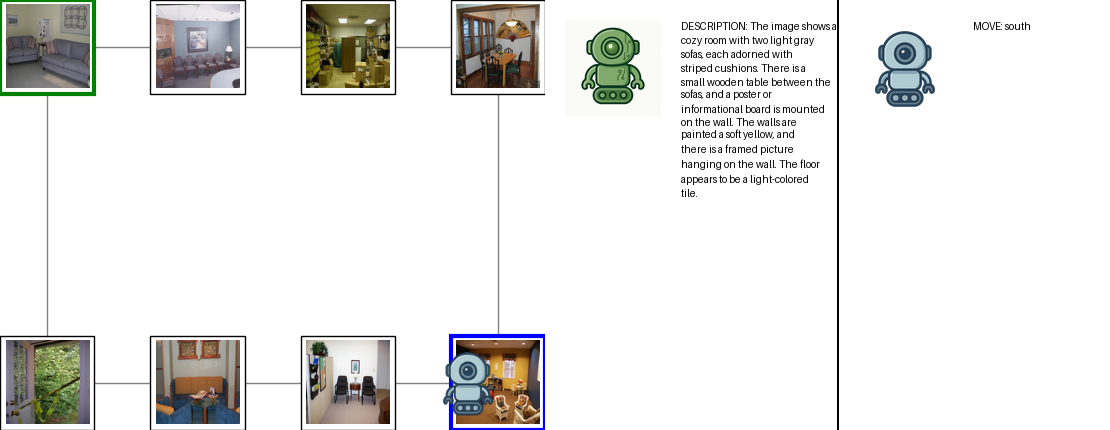 DESCRIPTION: The image shows a
cozy room with two light gray
sofas, each adorned with
striped cushions. There is a
small wooden table between the
sofas, and a poster or
informational board is mounted
on the wall. The walls are
painted a soft yellow, and
there is a framed picture
hanging on the wall. The floor
appears to be a light-colored
tile.
MOVE: south